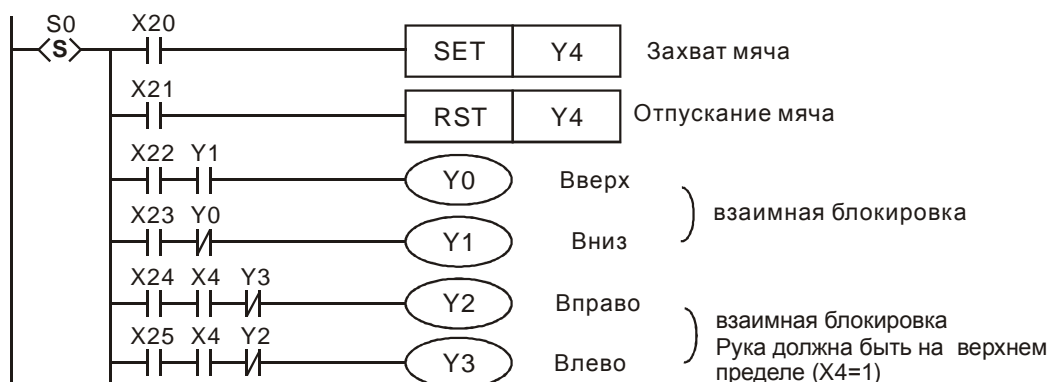 S0 X20
S SET Y4 Захват мяча
X21
RST Y4 Отпускание мяча
X22 Y1
Y0 Вверх
взаимная блокировка
X23 Y0
Y1 Вниз
X24 X4 Y3
Y2 Вправо
взаимная блокировка
Рука должна быть на верхнем
пределе (X4=1)
X25 X4 Y2
Y3 Влево